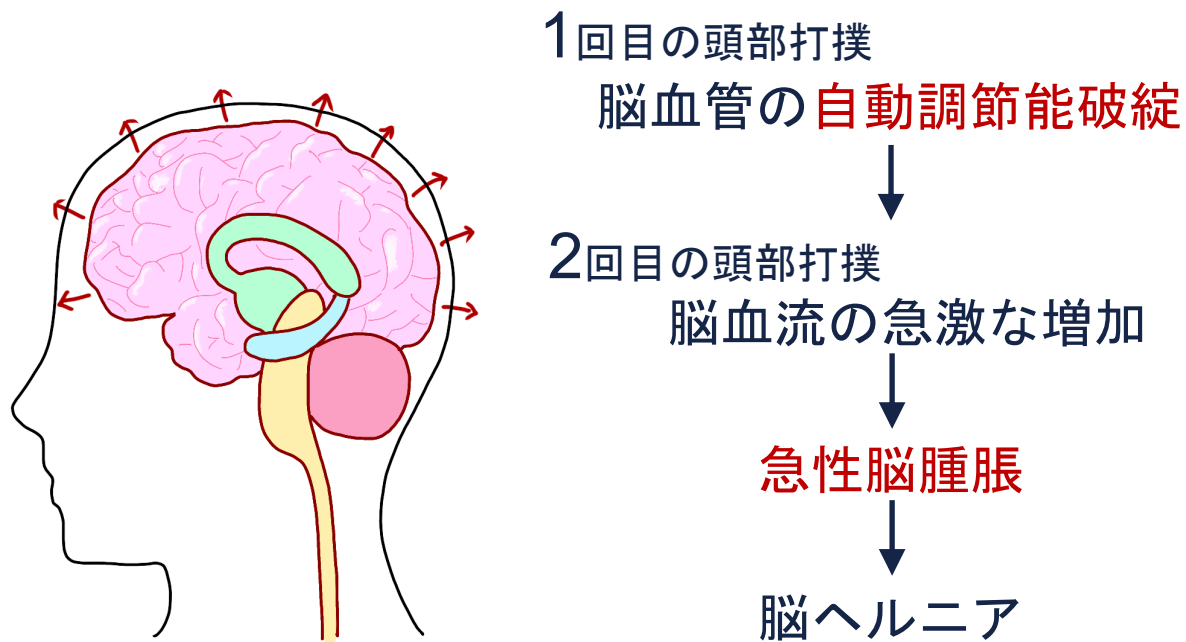 1回目の頭部打撲
脳血管の自動調節能破綻
2回目の頭部打撲
脳血流の急激な増加
急性脳腫脹
脳ヘルニア